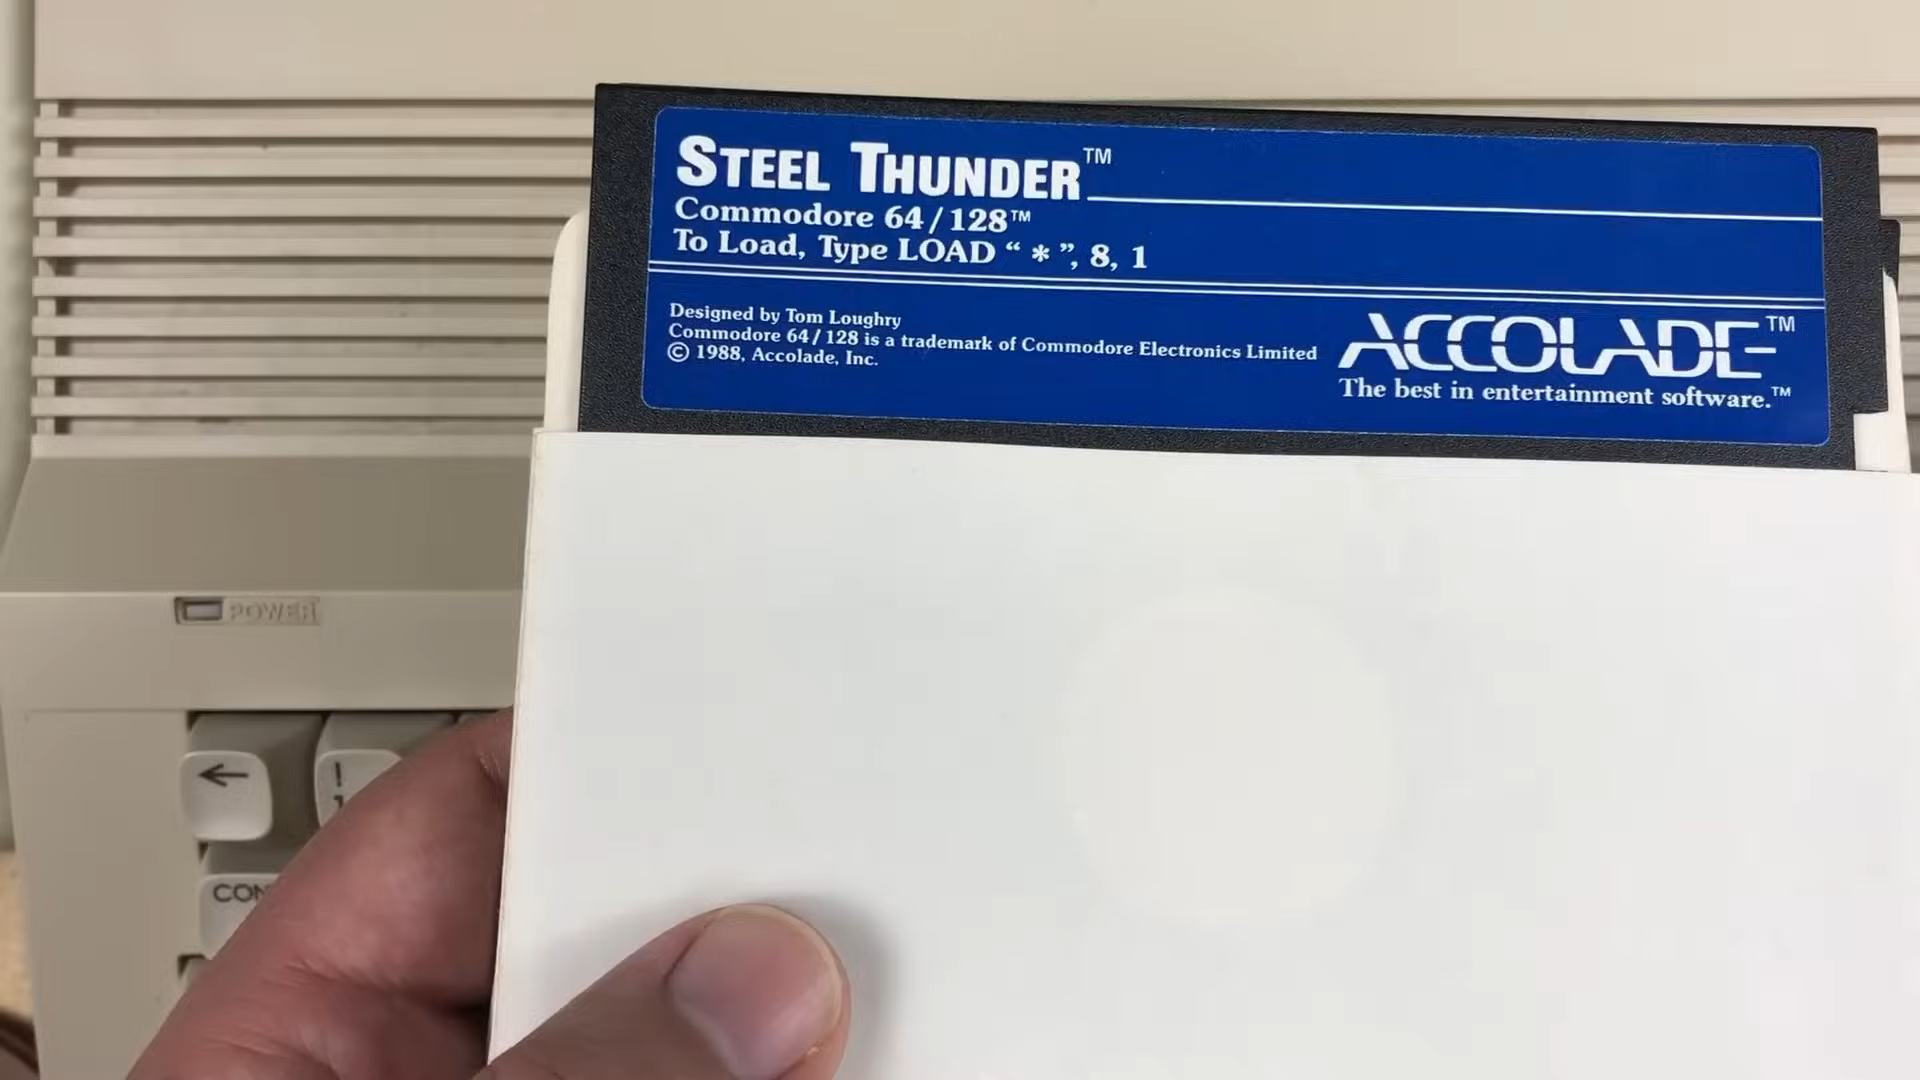 STEEL THUNDER™
Commodore 64/128™
To Load, Type LOAD “ * ”, 8, 1
Designed by Tom Loughry
Commodore 64/128 is a trademark of Commodore Electronics Limited
© 1988, Accolade, Inc.
ACCOLADE™
The best in entertainment software.™
POWER
←
!
CON